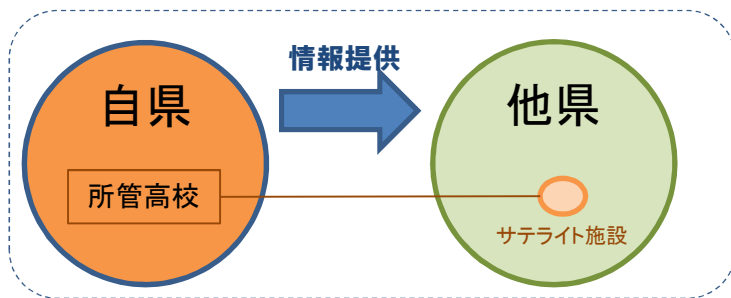 情報提供
自県
他県
所管高校
サテライト施設